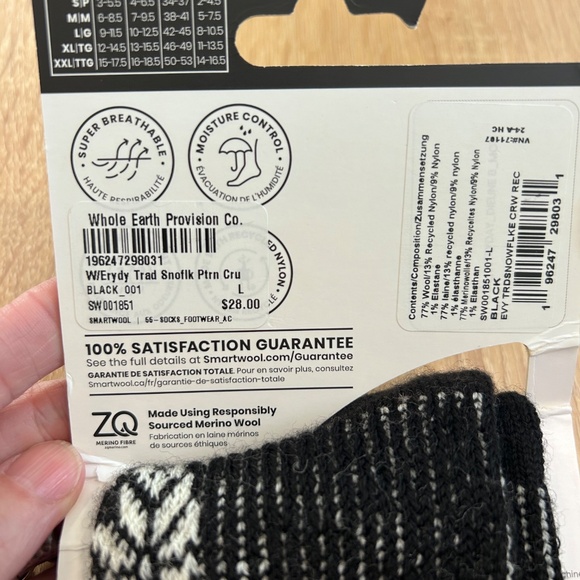 S|P 3-5.5 4-6.5 34-37 2-4.5
M|M 6-8.5 7-9.5 38-41 5-7.5
L|G 9-11.5 10-12.5 42-45 8-10.5
XL|TG 12-14.5 13-15.5 46-49 11-13.5
XXL|TTG 15-17.5 16-18.5 50-53 14-16.5
SUPER BREATHABLE
HAUTE RESPIRABILITÉ
MOISTURE CONTROL
ÉVACUATION DE L'HUMIDITÉ
NYLON
Whole Earth Provision Co.
196247298031
W/Erydy Trad Snoflk Ptrn Cru
BLACK_001 L
SW001851 $28.00
SMARTWOOL | 55-SOCKS_FOOTWEAR_AC
100% SATISFACTION GUARANTEE
See the full details at Smartwool.com/Guarantee
GARANTIE DE SATISFACTION TOTALE. Pour en savoir plus, consultez
Smartwool.ca/fr/garantie-de-satisfaction-totale
ZQ
MERINO FIBRE
Made Using Responsibly
Sourced Merino Wool
Fabrication en laine mérinos
de sources éthiques
VN#:71107
24-A HC
Contents/Composition/Zusammensetzung
77% Wool/13% Recycled Nylon/9% Nylon
1% Elastane
77% laine/13% recycled nylon/9% nylon
1% élasthanne
77% Merinowolle/13% Recyceltes Nylon/9% Nylon
1% Elasthan
SW001851001-L
BLACK
EVY TRDSNOWFLKE CRW REC
1 96247 29803 1